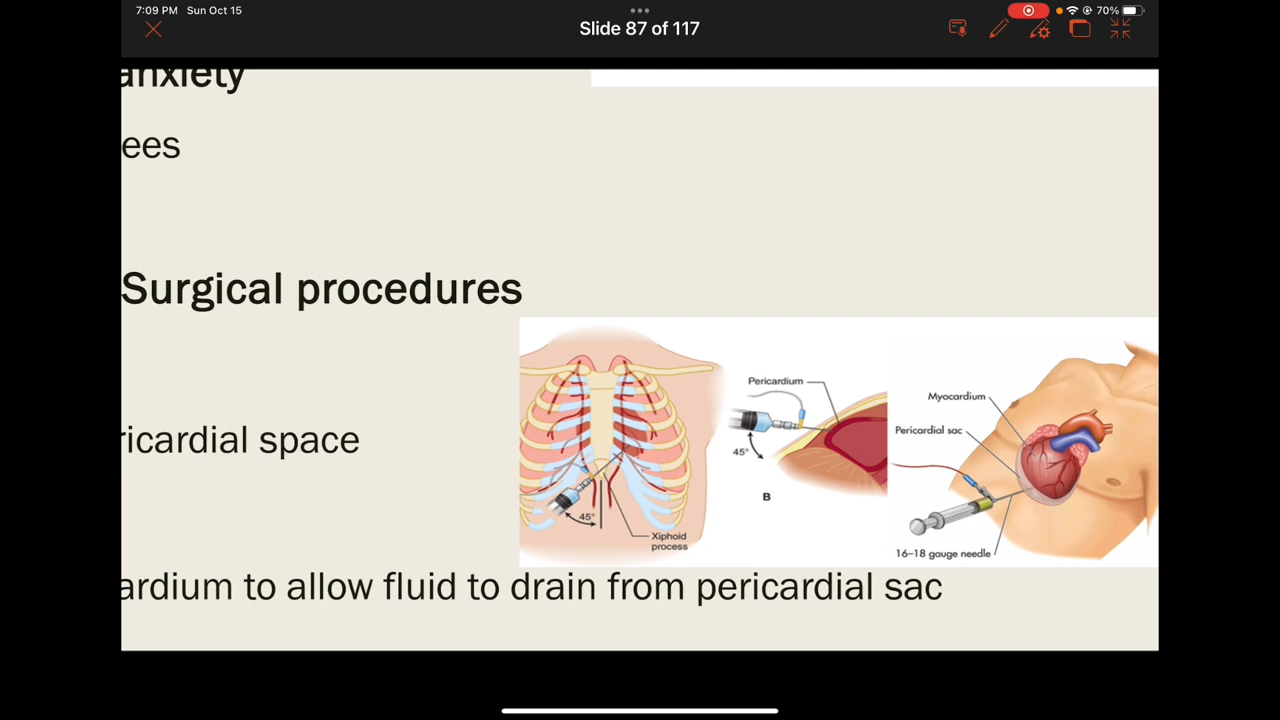 7:09 PM Sun Oct 15
70%
Slide 87 of 117
anxiety
ees
Surgical procedures
ricardial space
45°
Xiphoid
process
Pericardium
45°
B
Myocardium
Pericardial sac
16–18 gauge needle
ardium to allow fluid to drain from pericardial sac